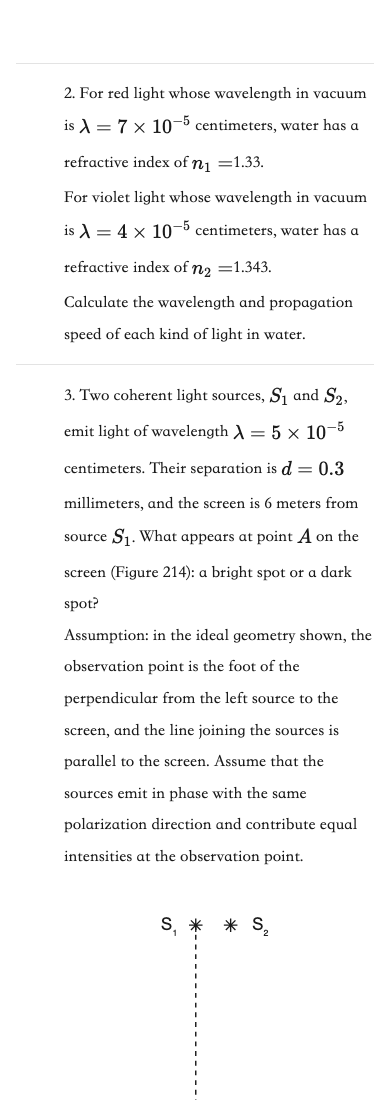 2. For red light whose wavelength in vacuum
is λ = 7 × 10⁻⁵ centimeters, water has a
refractive index of n₁ =1.33.
For violet light whose wavelength in vacuum
is λ = 4 × 10⁻⁵ centimeters, water has a
refractive index of n₂ =1.343.
Calculate the wavelength and propagation
speed of each kind of light in water.
3. Two coherent light sources, S₁ and S₂,
emit light of wavelength λ = 5 × 10⁻⁵
centimeters. Their separation is d = 0.3
millimeters, and the screen is 6 meters from
source S₁. What appears at point A on the
screen (Figure 214): a bright spot or a dark
spot?
Assumption: in the ideal geometry shown, the
observation point is the foot of the
perpendicular from the left source to the
screen, and the line joining the sources is
parallel to the screen. Assume that the
sources emit in phase with the same
polarization direction and contribute equal
intensities at the observation point.
S₁ S₂